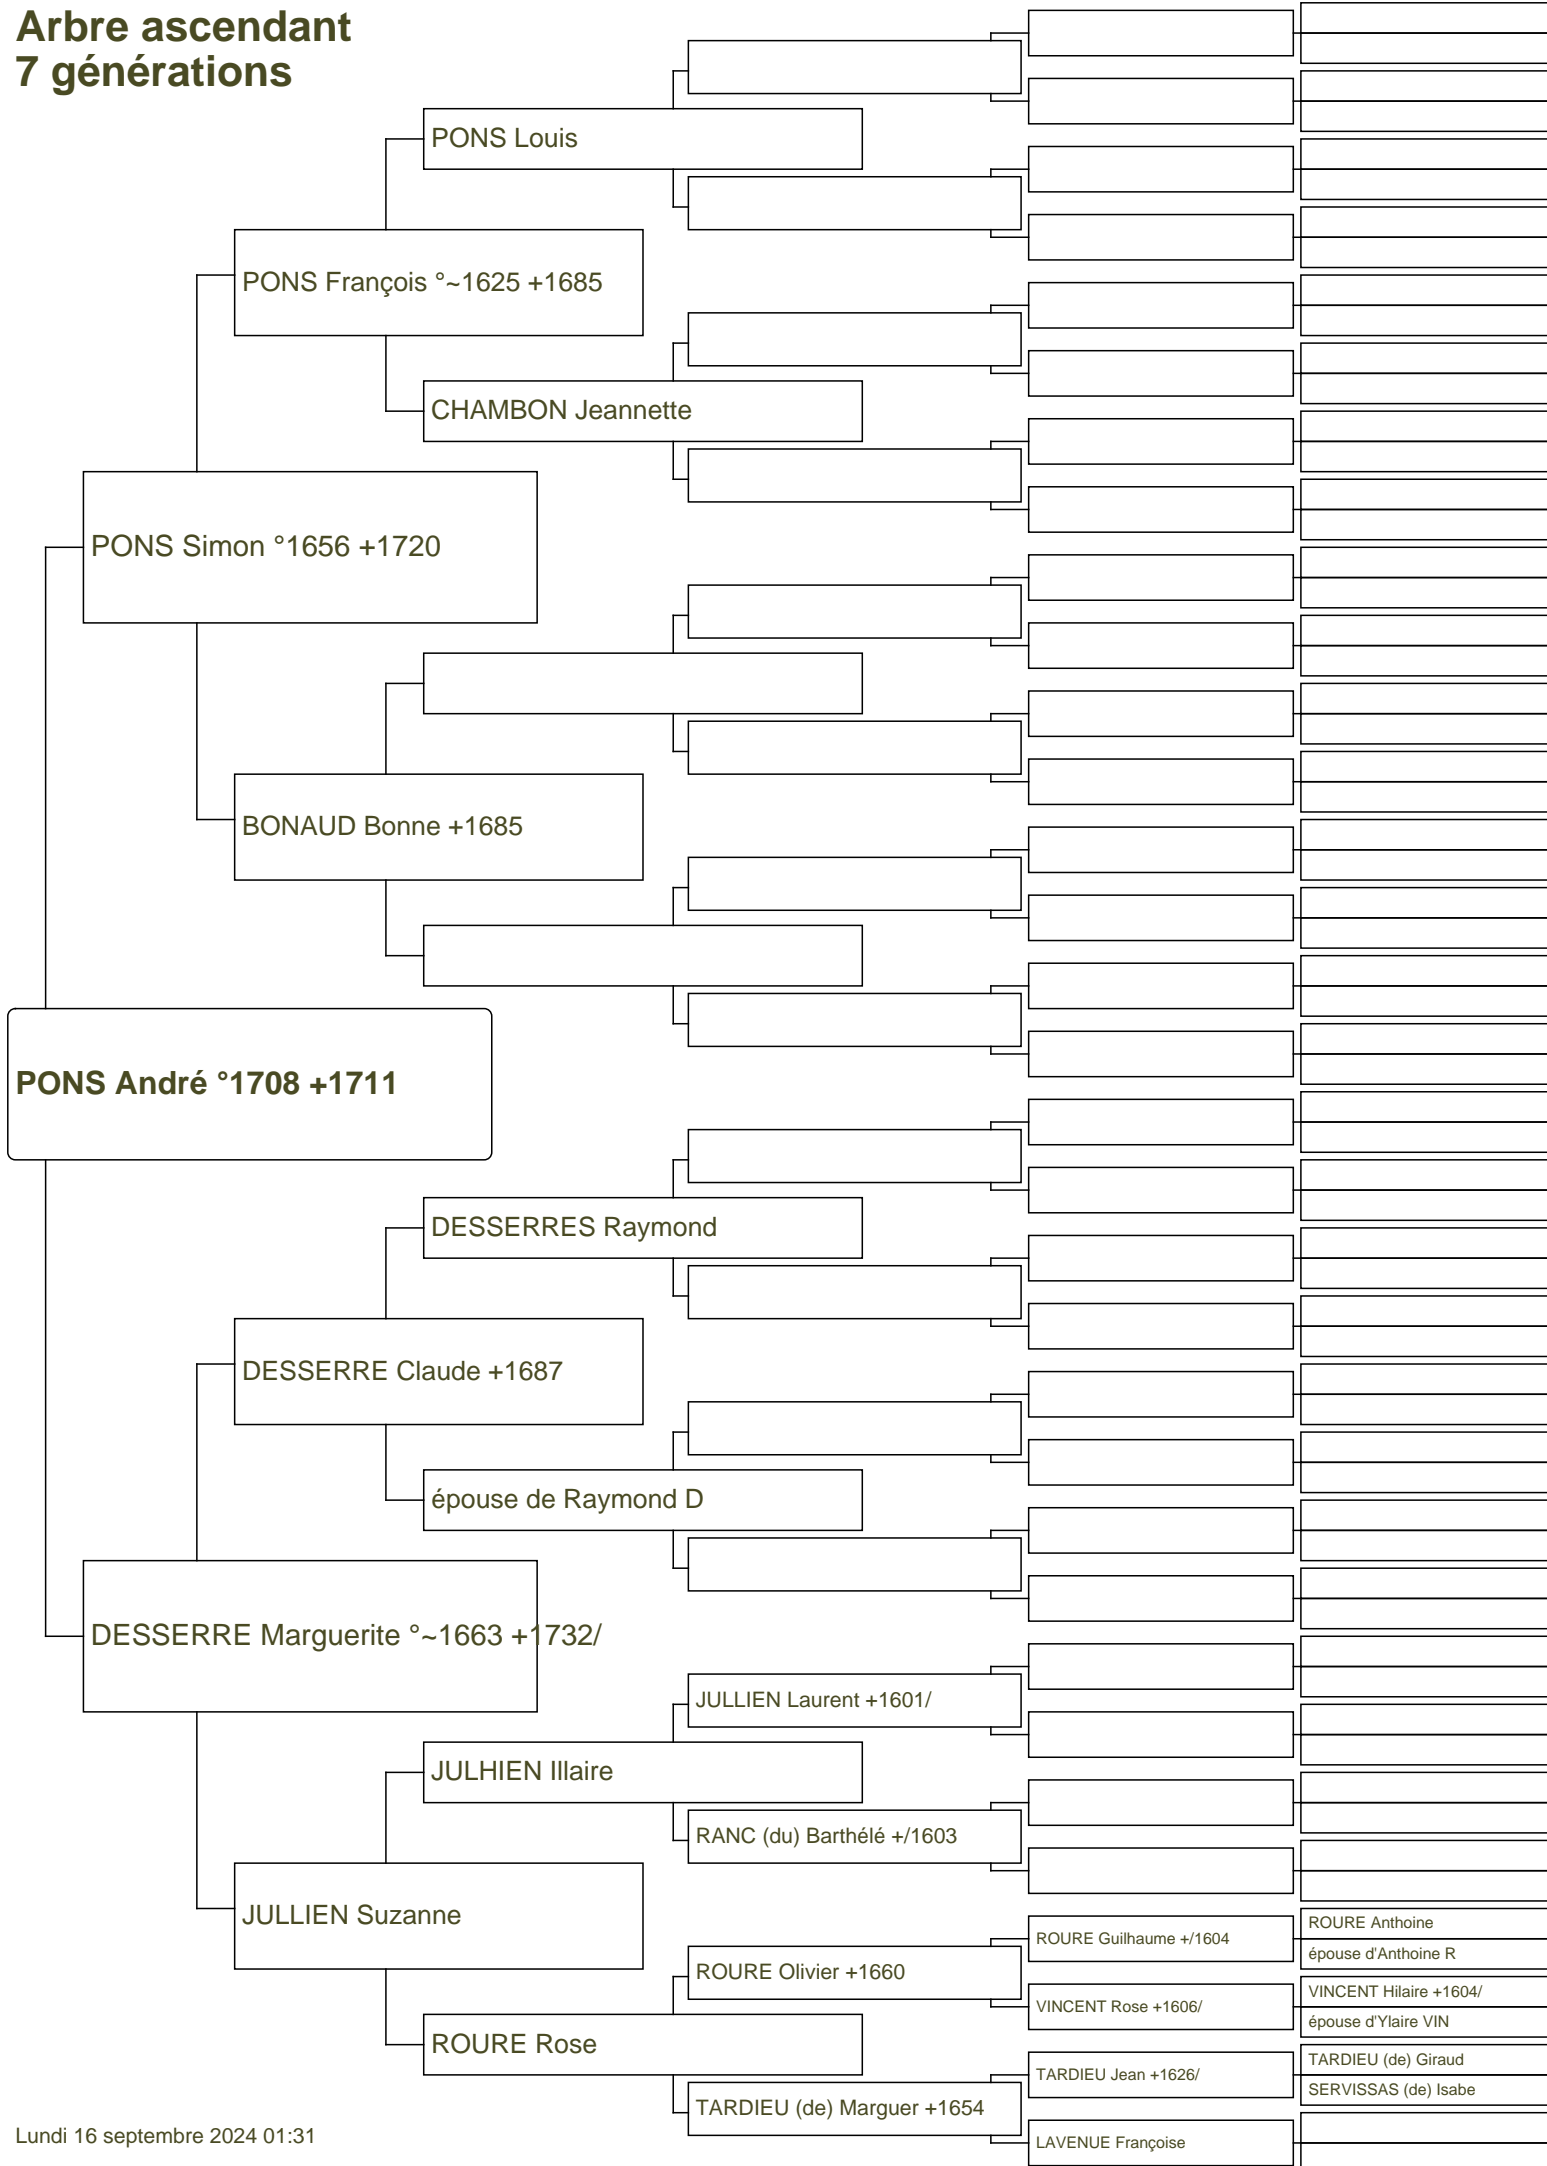 Arbre ascendant
7 générations
PONS Louis
PONS François °~1625 +1685
CHAMBON Jeannette
PONS Simon °1656 +1720
BONAUD Bonne +1685
PONS André °1708 +1711
DESSERRES Raymond
DESSERRE Claude +1687
épouse de Raymond D
DESSERRE Marguerite °~1663 +1732/
JULLIEN Laurent +1601/
JULHIEN Illaire
RANC (du) Barthélé +/1603
JULLIEN Suzanne
ROURE Anthoine
ROURE Guilhaume +/1604
épouse d'Anthoine R
ROURE Olivier +1660
VINCENT Hilaire +1604/
VINCENT Rose +1606/
épouse d'Ylaire VIN
ROURE Rose
TARDIEU (de) Giraud
TARDIEU Jean +1626/
SERVISSAS (de) Isabe
TARDIEU (de) Marguer +1654
LAVENUE Françoise
Lundi 16 septembre 2024 01:31